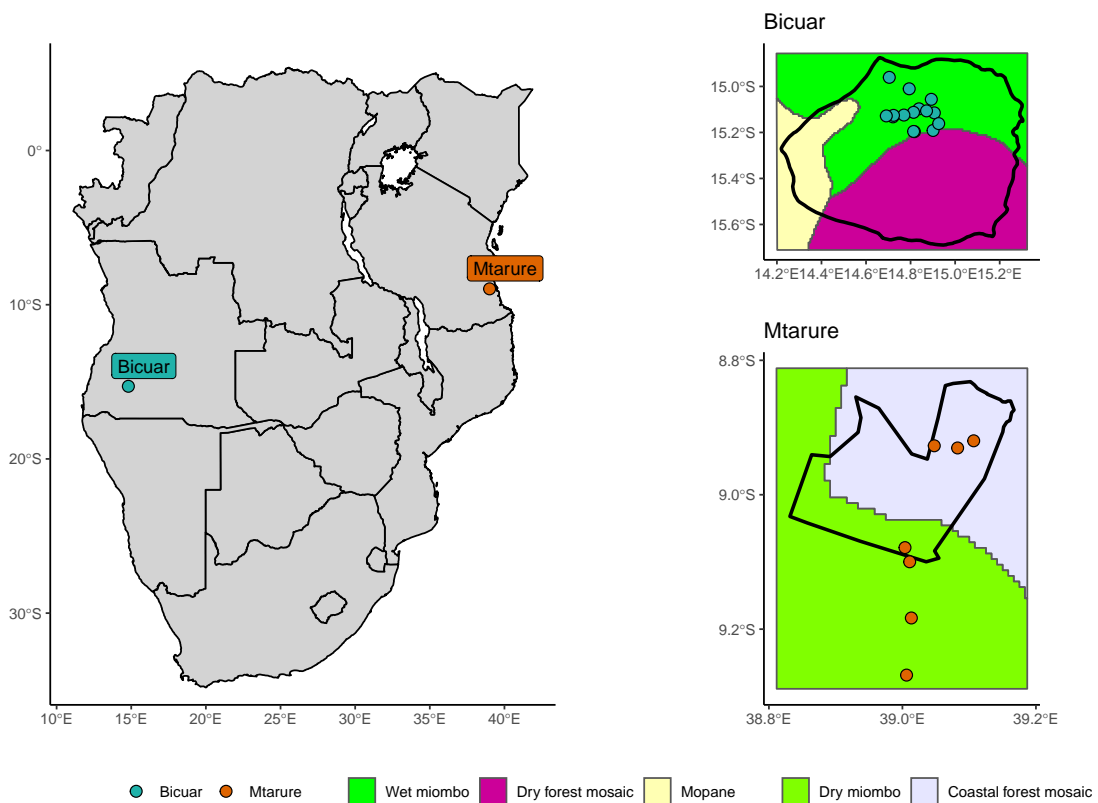 Bicuar
0°
10°S
20°S
30°S
Mtarure
Bicuar
10°E 15°E 20°E 25°E 30°E 35°E 40°E
15.0°S
15.2°S
15.4°S
15.6°S
14.2°E14.4°E14.6°E14.8°E15.0°E15.2°E
Mtarure
8.8°S
9.0°S
9.2°S
38.8°E 39.0°E 39.2°E
Bicuar Mtarure Wet miombo Dry forest mosaic Mopane Dry miombo Coastal forest mosaic